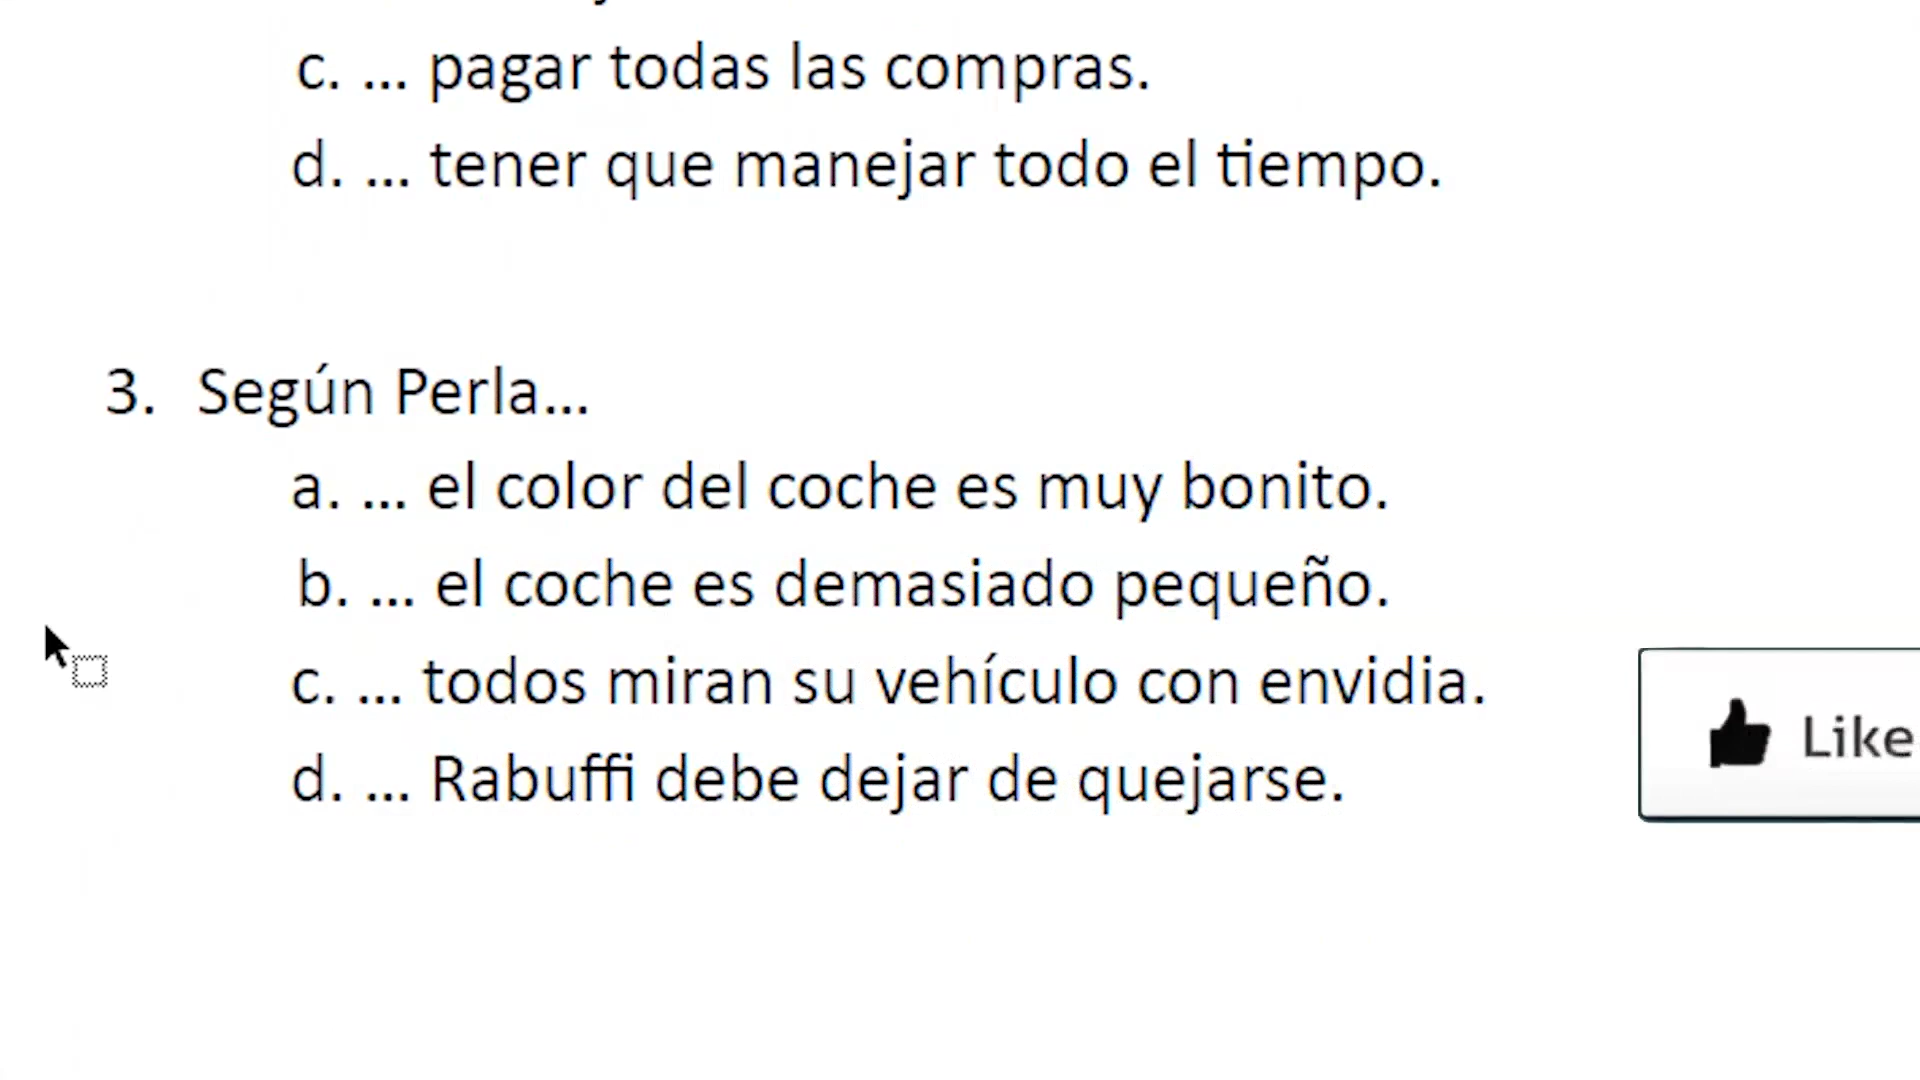 c. ... pagar todas las compras.
d. ... tener que manejar todo el tiempo.
3. Según Perla...
a. ... el color del coche es muy bonito.
b. ... el coche es demasiado pequeño.
c. ... todos miran su vehículo con envidia.
d. ... Rabuffi debe dejar de quejarse.
Like